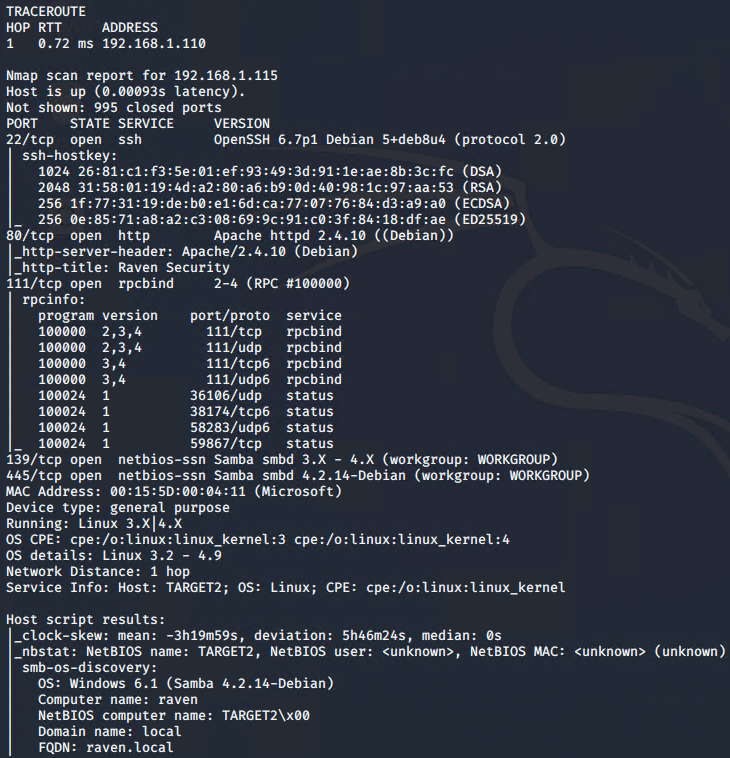 TRACEROUTE
HOP RTT     ADDRESS
1   0.72 ms 192.168.1.110

Nmap scan report for 192.168.1.115
Host is up (0.00093s latency).
Not shown: 995 closed ports
PORT    STATE SERVICE     VERSION
22/tcp  open  ssh         OpenSSH 6.7p1 Debian 5+deb8u4 (protocol 2.0)
| ssh-hostkey:
|   1024 26:81:c1:f3:5e:01:ef:93:49:3d:91:1e:ae:8b:3c:fc (DSA)
|   2048 31:58:01:19:4d:a2:80:a6:b9:0d:40:98:1c:97:aa:53 (RSA)
|   256 1f:77:31:19:de:b0:e1:6d:ca:77:07:76:84:d3:a9:a0 (ECDSA)
|_  256 0e:85:71:a8:a2:c3:08:69:9c:91:c0:3f:84:18:df:ae (ED25519)
80/tcp  open  http        Apache httpd 2.4.10 ((Debian))
|_http-server-header: Apache/2.4.10 (Debian)
|_http-title: Raven Security
111/tcp open  rpcbind     2-4 (RPC #100000)
| rpcinfo:
|   program version    port/proto  service
|   100000  2,3,4        111/tcp   rpcbind
|   100000  2,3,4        111/udp   rpcbind
|   100000  3,4          111/tcp6  rpcbind
|   100000  3,4          111/udp6  rpcbind
|   100024  1          36106/udp   status
|   100024  1          38174/tcp6  status
|   100024  1          58283/udp6  status
|_  100024  1          59867/tcp   status
139/tcp open  netbios-ssn Samba smbd 3.X - 4.X (workgroup: WORKGROUP)
445/tcp open  netbios-ssn Samba smbd 4.2.14-Debian (workgroup: WORKGROUP)
MAC Address: 00:15:5D:00:04:11 (Microsoft)
Device type: general purpose
Running: Linux 3.X|4.X
OS CPE: cpe:/o:linux:linux_kernel:3 cpe:/o:linux:linux_kernel:4
OS details: Linux 3.2 - 4.9
Network Distance: 1 hop
Service Info: Host: TARGET2; OS: Linux; CPE: cpe:/o:linux:linux_kernel

Host script results:
|_clock-skew: mean: -3h19m59s, deviation: 5h46m24s, median: 0s
|_nbstat: NetBIOS name: TARGET2, NetBIOS user: <unknown>, NetBIOS MAC: <unknown> (unknown)
| smb-os-discovery:
|   OS: Windows 6.1 (Samba 4.2.14-Debian)
|   Computer name: raven
|   NetBIOS computer name: TARGET2\x00
|   Domain name: local
|   FQDN: raven.local